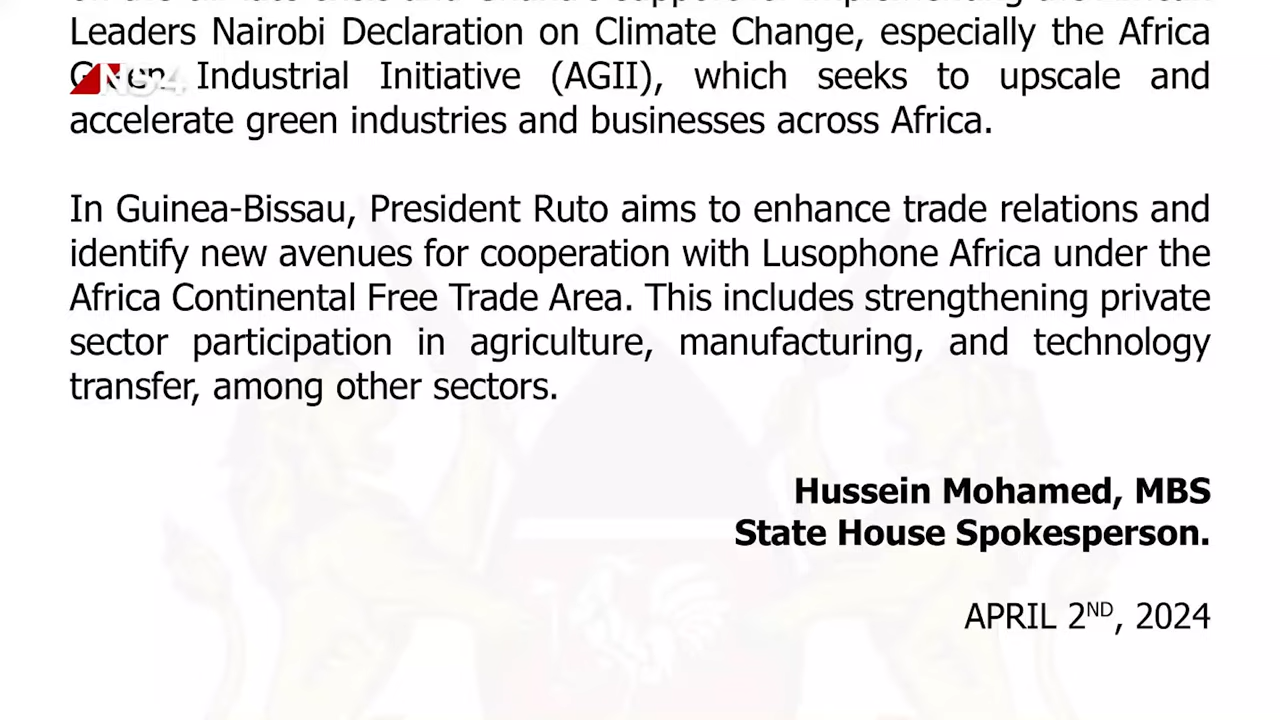 Leaders Nairobi Declaration on Climate Change, especially the Africa
Green Industrial Initiative (AGII), which seeks to upscale and
accelerate green industries and businesses across Africa.
In Guinea-Bissau, President Ruto aims to enhance trade relations and
identify new avenues for cooperation with Lusophone Africa under the
Africa Continental Free Trade Area. This includes strengthening private
sector participation in agriculture, manufacturing, and technology
transfer, among other sectors.
Hussein Mohamed, MBS
State House Spokesperson.
APRIL 2ND, 2024